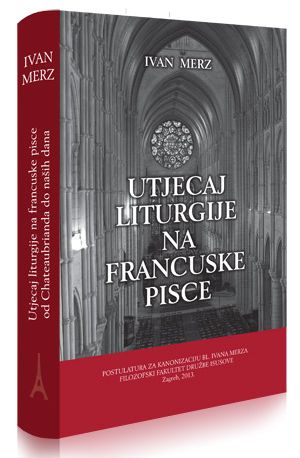 IVAN MERZ
Utjecaj liturgije na francuske pisce
od Chateaubrianda do naših dana
IVAN MERZ
UTJECAJ
LITURGIJE
NA
FRANCUSKE
PISCE
POSTULATURA ZA KANONIZACIJU BL. IVANA MERZA
FILOZOFSKI FAKULTET DRUŽBE ISUSOVE
Zagreb, 2013.